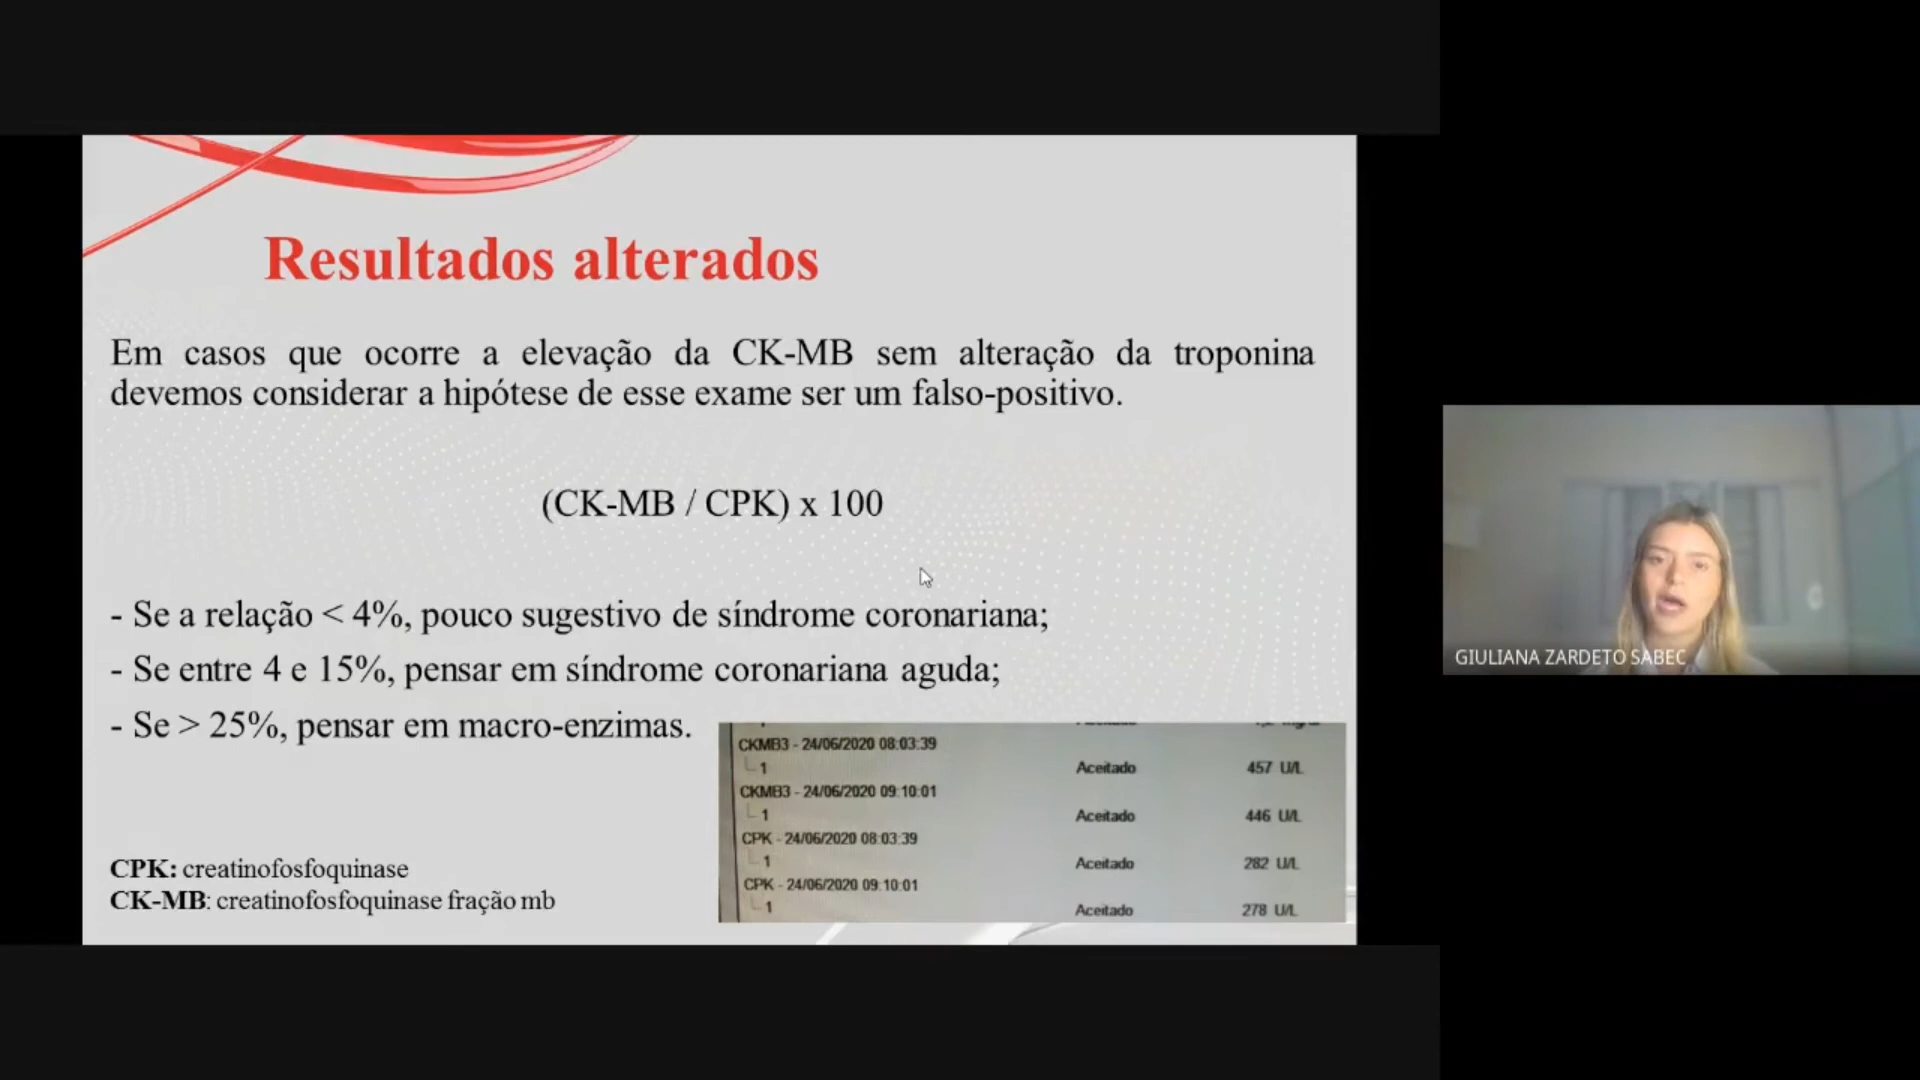 Resultados alterados
Em casos que ocorre a elevação da CK-MB sem alteração da troponina
devemos considerar a hipótese de esse exame ser um falso-positivo.
(CK-MB / CPK) x 100
- Se a relação < 4%, pouco sugestivo de síndrome coronariana;
- Se entre 4 e 15%, pensar em síndrome coronariana aguda;
- Se > 25%, pensar em macro-enzimas.
CKMB3 - 24/06/2020 08:03:39
1 Aceitado 457 U/L
CKMB3 - 24/06/2020 09:10:01
1 Aceitado 446 U/L
CPK - 24/06/2020 08:03:39
1 Aceitado 282 U/L
CPK - 24/06/2020 09:10:01
1 Aceitado 278 U/L
CPK: creatinofosfoquinase
CK-MB: creatinofosfoquinase fração mb
GIULIANA ZARDETO SABEC